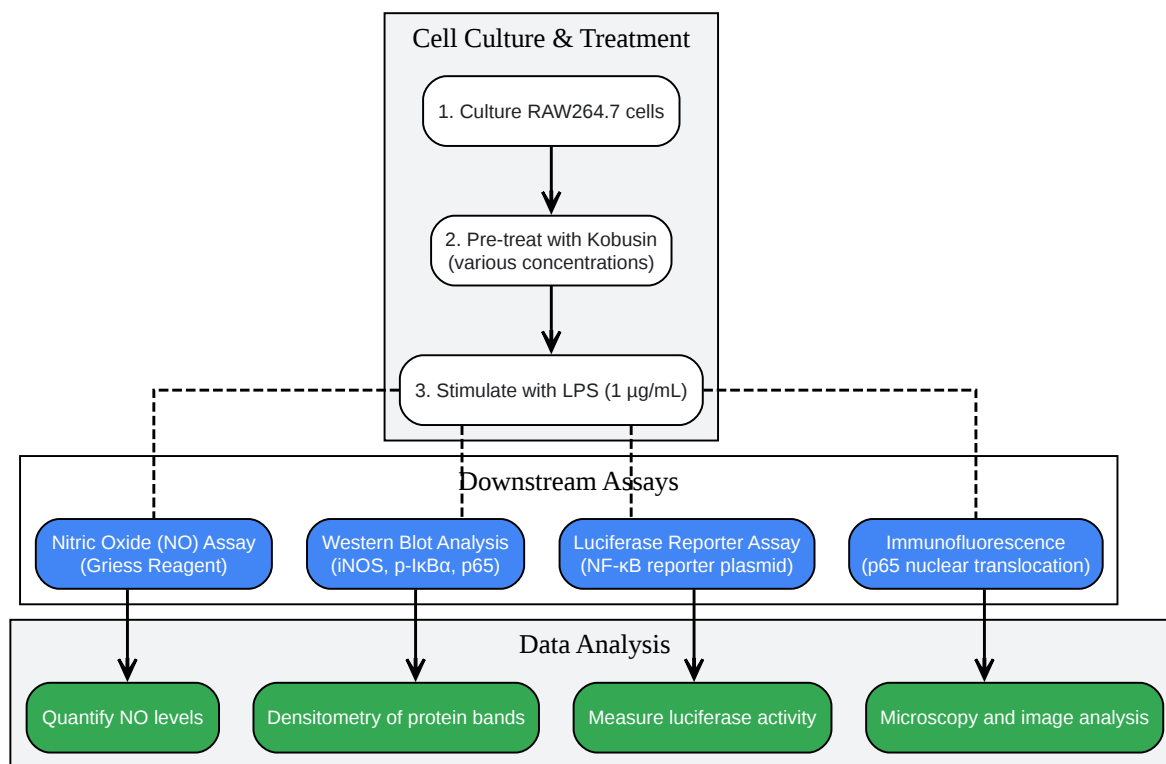 Cell Culture & Treatment
1. Culture RAW264.7 cells
2. Pre-treat with Kobusin
(various concentrations)
3. Stimulate with LPS (1 µg/mL)
Downstream Assays
Nitric Oxide (NO) Assay
(Griess Reagent)
Western Blot Analysis
(iNOS, p-IκBα, p65)
Luciferase Reporter Assay
(NF-κB reporter plasmid)
Immunofluorescence
(p65 nuclear translocation)
Data Analysis
Quantify NO levels
Densitometry of protein bands
Measure luciferase activity
Microscopy and image analysis